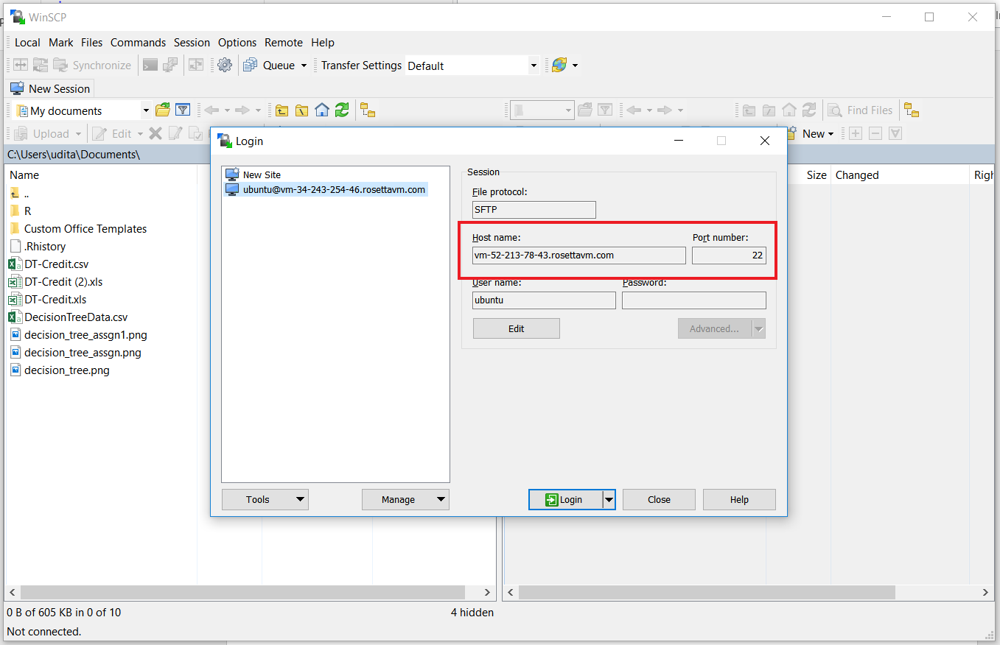 WinSCP
Local Mark Files Commands Session Options Remote Help
Synchronize Queue Transfer Settings Default
New Session
My documents Find Files
Upload Edit New
C:\Users\udita\Documents\
Name Size Changed Righ
..
R
Custom Office Templates
.Rhistory
DT-Credit.csv
DT-Credit (2).xls
DT-Credit.xls
DecisionTreeData.csv
decision_tree_assgn1.png
decision_tree_assgn.png
decision_tree.png
Login
New Site
ubuntu@vm-34-243-254-46.rosettavm.com
Session
File protocol:
SFTP
Host name: Port number:
vm-52-213-78-43.rosettavm.com 22
User name: Password:
ubuntu
Edit Advanced...
Tools Manage Login Close Help
0 B of 605 KB in 0 of 10 4 hidden
Not connected.